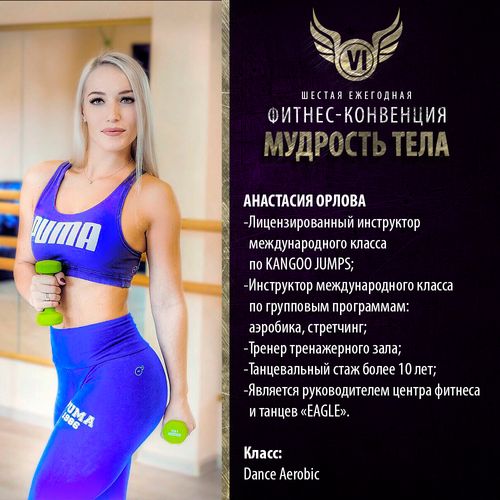 VI
ШЕСТАЯ ЕЖЕГОДНАЯ
ФИТНЕС-КОНВЕНЦИЯ
МУДРОСТЬ ТЕЛА
АНАСТАСИЯ ОРЛОВА
-Лицензированный инструктор
международного класса
по KANGOO JUMPS;
-Инструктор международного класса
по групповым программам:
аэробика, стретчинг;
-Тренер тренажерного зала;
-Танцевальный стаж более 10 лет;
-Является руководителем центра фитнеса
и танцев «EAGLE».
Класс:
Dance Aerobic
PUMA
PUMA
1986